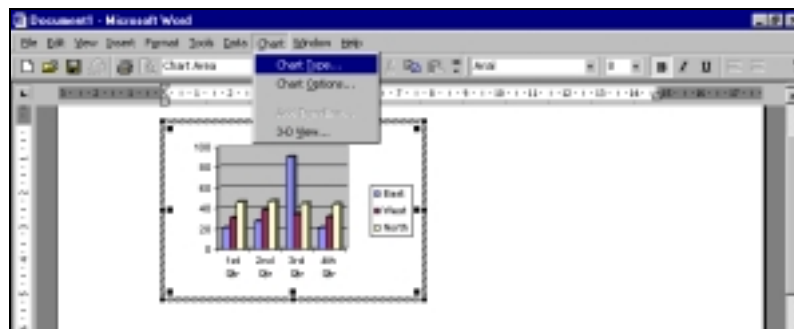 Document1 - Microsoft Word
File Edit View Insert Format Tools Data Chart Window Help
Chart Area
Arial
B I U
Chart Type...
Chart Options...
3-D View...
100
80
60
40
20
0
East
West
North
1st 2nd 3rd 4th
Qtr Qtr Qtr Qtr